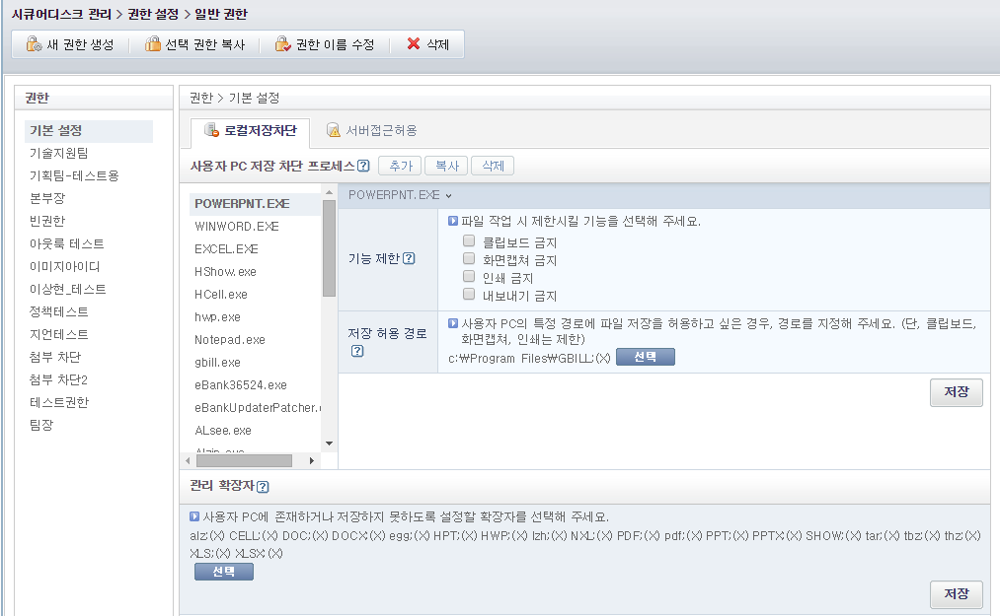 시큐어디스크 관리 > 권한 설정 > 일반 권한
새 권한 생성 선택 권한 복사 권한 이름 수정 삭제
권한
기본 설정
기술지원팀
기획팀-테스트용
본부장
빈권한
아웃룩 테스트
이미지아이디
이상현_테스트
정책테스트
지언테스트
첨부 차단
첨부 차단2
테스트권한
팀장
권한 > 기본 설정
로컬저장차단 서버접근허용
사용자 PC 저장 차단 프로세스 ? 추가 복사 삭제
POWERPNT.EXE
WINWORD.EXE
EXCEL.EXE
HShow.exe
HCell.exe
hwp.exe
Notepad.exe
gbill.exe
eBank36524.exe
eBankUpdaterPatcher.
ALsee.exe
ALzip.exe
POWERPNT.EXE
기능 제한 ?
파일 작업 시 제한시킬 기능을 선택해 주세요.
클립보드 금지
화면캡쳐 금지
인쇄 금지
내보내기 금지
저장 허용 경로
?
사용자 PC의 특정 경로에 파일 저장을 허용하고 싶은 경우, 경로를 지정해 주세요. (단, 클립보드,
화면캡쳐, 인쇄는 제한)
c:₩Program Files₩GBILL;(X) 선택
저장
관리 확장자 ?
사용자 PC에 존재하거나 저장하지 못하도록 설정할 확장자를 선택해 주세요.
alz;(X) CELL;(X) DOC;(X) DOCX;(X) egg;(X) HPT;(X) HWP;(X) lzh;(X) NXL;(X) PDF;(X) pdf;(X) PPT;(X) PPTX;(X) SHOW;(X) tar;(X) tbz;(X) thz;(X)
XLS;(X) XLSX;(X)
선택
저장